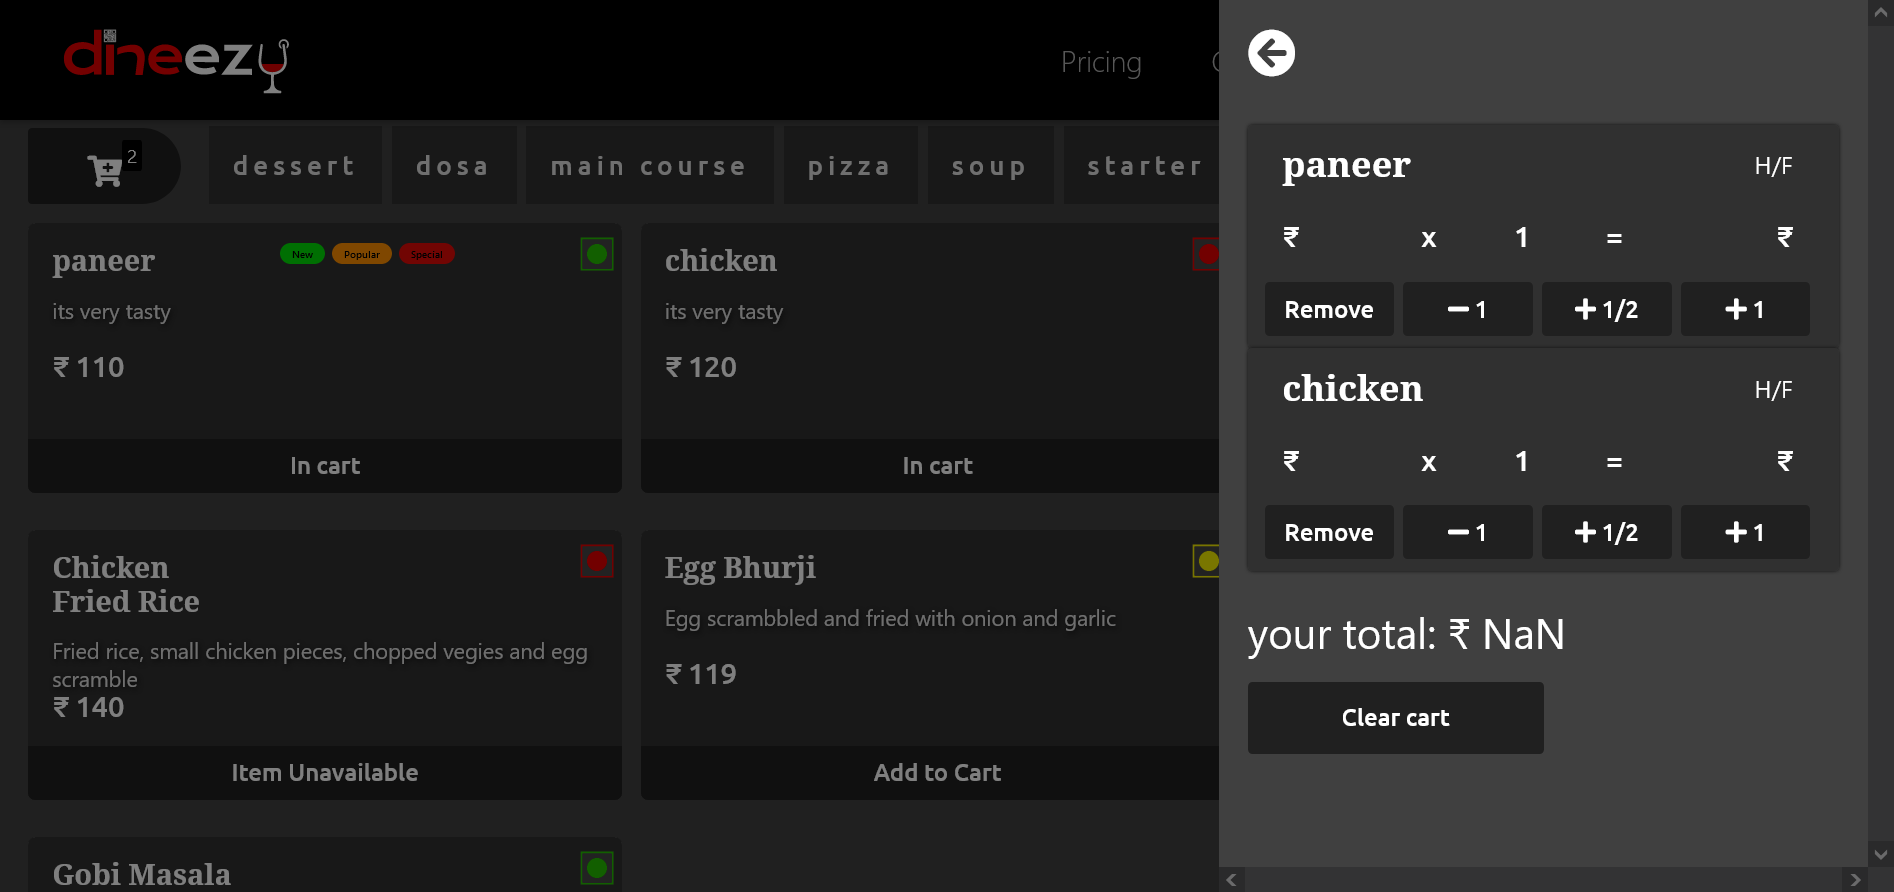 dineezy
Pricing
2
dessert
dosa
main course
pizza
soup
starter
paneer
New
Popular
Special
its very tasty
₹ 110
In cart
chicken
its very tasty
₹ 120
In cart
Chicken
Fried Rice
Fried rice, small chicken pieces, chopped vegies and egg
scramble
₹ 140
Item Unavailable
Egg Bhurji
Egg scrambbled and fried with onion and garlic
₹ 119
Add to Cart
Gobi Masala
paneer H/F
₹ x 1 = ₹
Remove − 1 + 1/2 + 1
chicken H/F
₹ x 1 = ₹
Remove − 1 + 1/2 + 1
your total: ₹ NaN
Clear cart